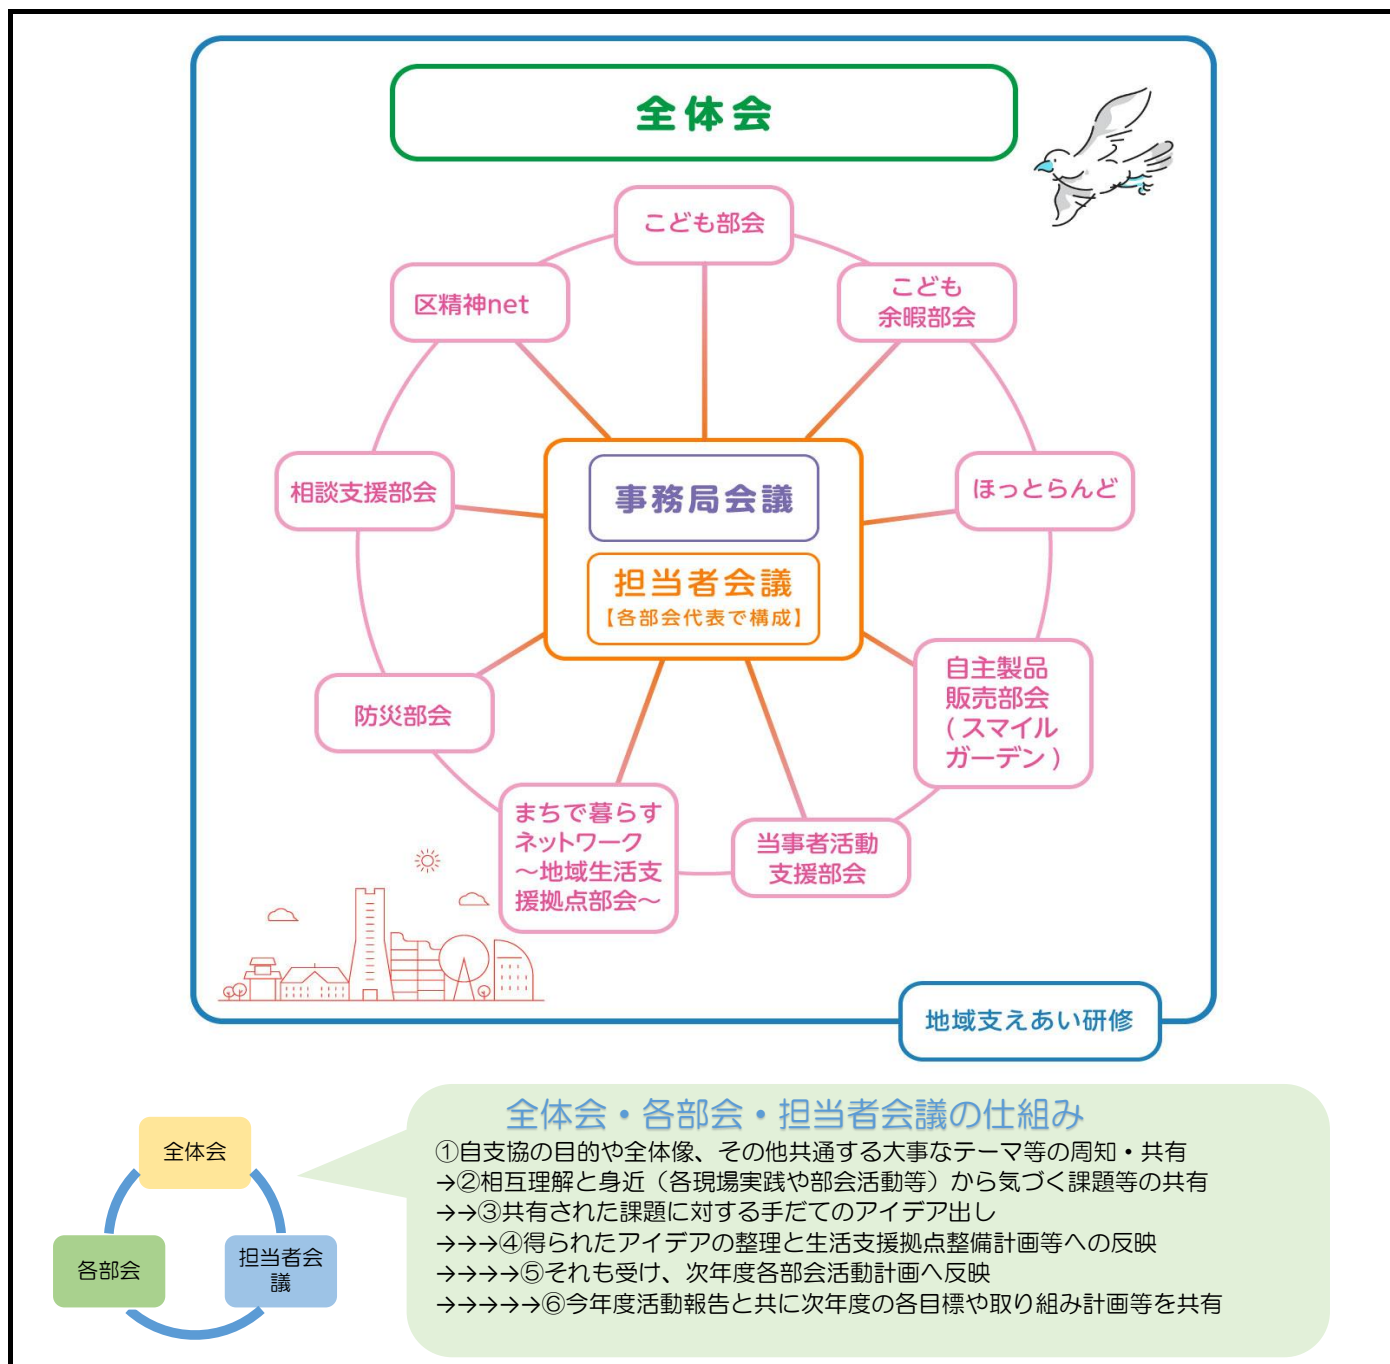 全体会
こども部会
区精神net
こども
余暇部会
相談支援部会
ほっとらんど
事務局会議
担当者会議
【各部会代表で構成】
防災部会
自主製品
販売部会
(スマイル
ガーデン)
まちで暮らす
ネットワーク
～地域生活支
援拠点部会～
当事者活動
支援部会
地域支えあい研修
全体会
各部会
担当者会
議
全体会・各部会・担当者会議の仕組み
①自支協の目的や全体像、その他共通する大事なテーマ等の周知・共有
→②相互理解と身近（各現場実践や部会活動等）から気づく課題等の共有
→→③共有された課題に対する手だてのアイデア出し
→→→④得られたアイデアの整理と生活支援拠点整備計画等への反映
→→→→⑤それも受け、次年度各部会活動計画へ反映
→→→→→⑥今年度活動報告と共に次年度の各目標や取り組み計画等を共有